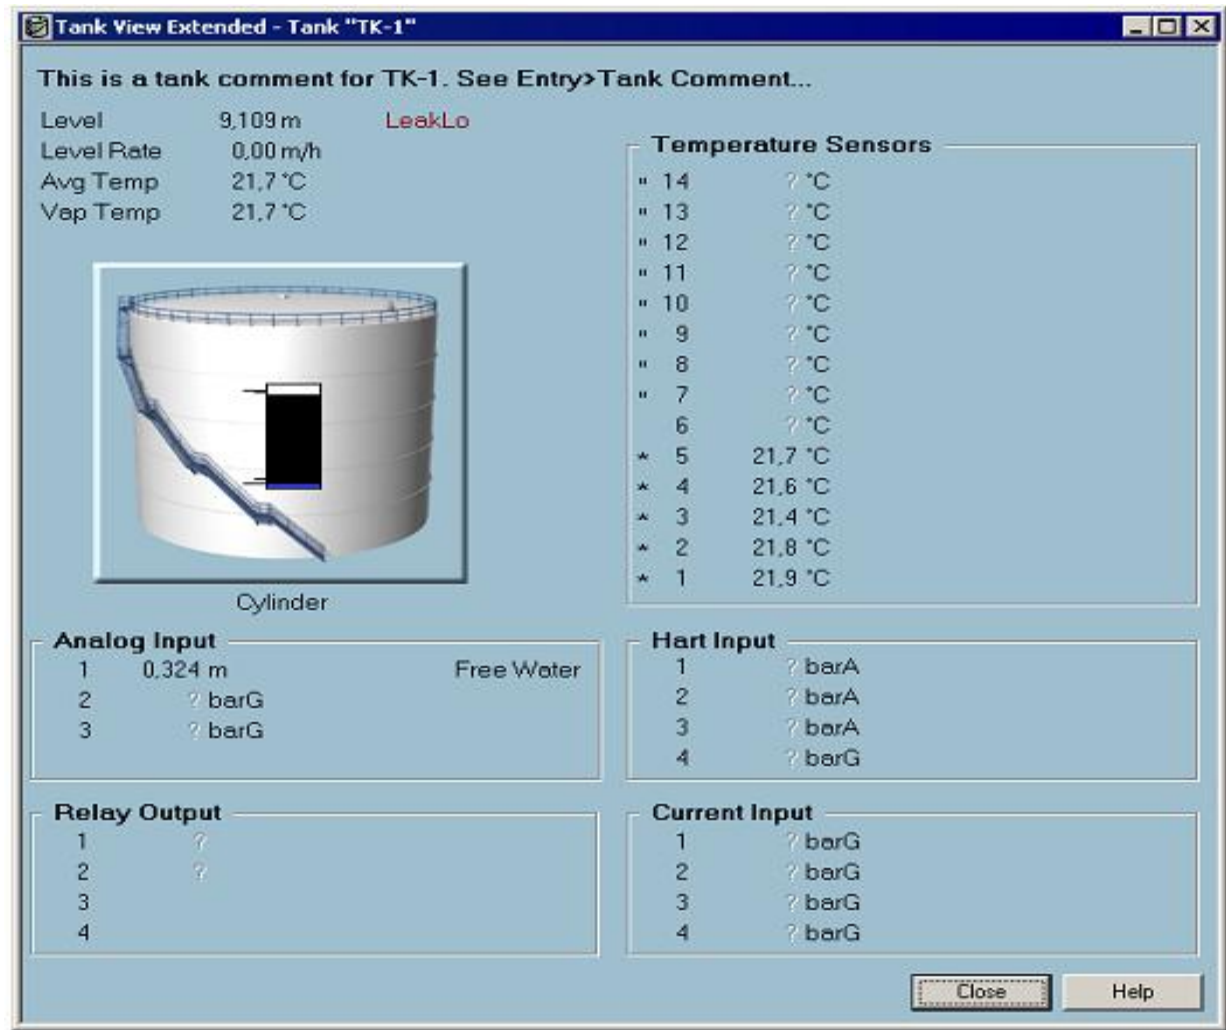 Tank View Extended - Tank "TK-1"
This is a tank comment for TK-1. See Entry>Tank Comment...
Level 9,109 m LeakLo
Level Rate 0,00 m/h
Avg Temp 21,7 °C
Vap Temp 21,7 °C
Cylinder
Temperature Sensors
" 14 ? °C
" 13 ? °C
" 12 ? °C
" 11 ? °C
" 10 ? °C
" 9 ? °C
" 8 ? °C
" 7 ? °C
6 ? °C
* 5 21,7 °C
* 4 21,6 °C
* 3 21,4 °C
* 2 21,8 °C
* 1 21,9 °C
Analog Input
1 0,324 m Free Water
2 ? barG
3 ? barG
Hart Input
1 ? barA
2 ? barA
3 ? barA
4 ? barG
Relay Output
1 ?
2 ?
3
4
Current Input
1 ? barG
2 ? barG
3 ? barG
4 ? barG
Close Help